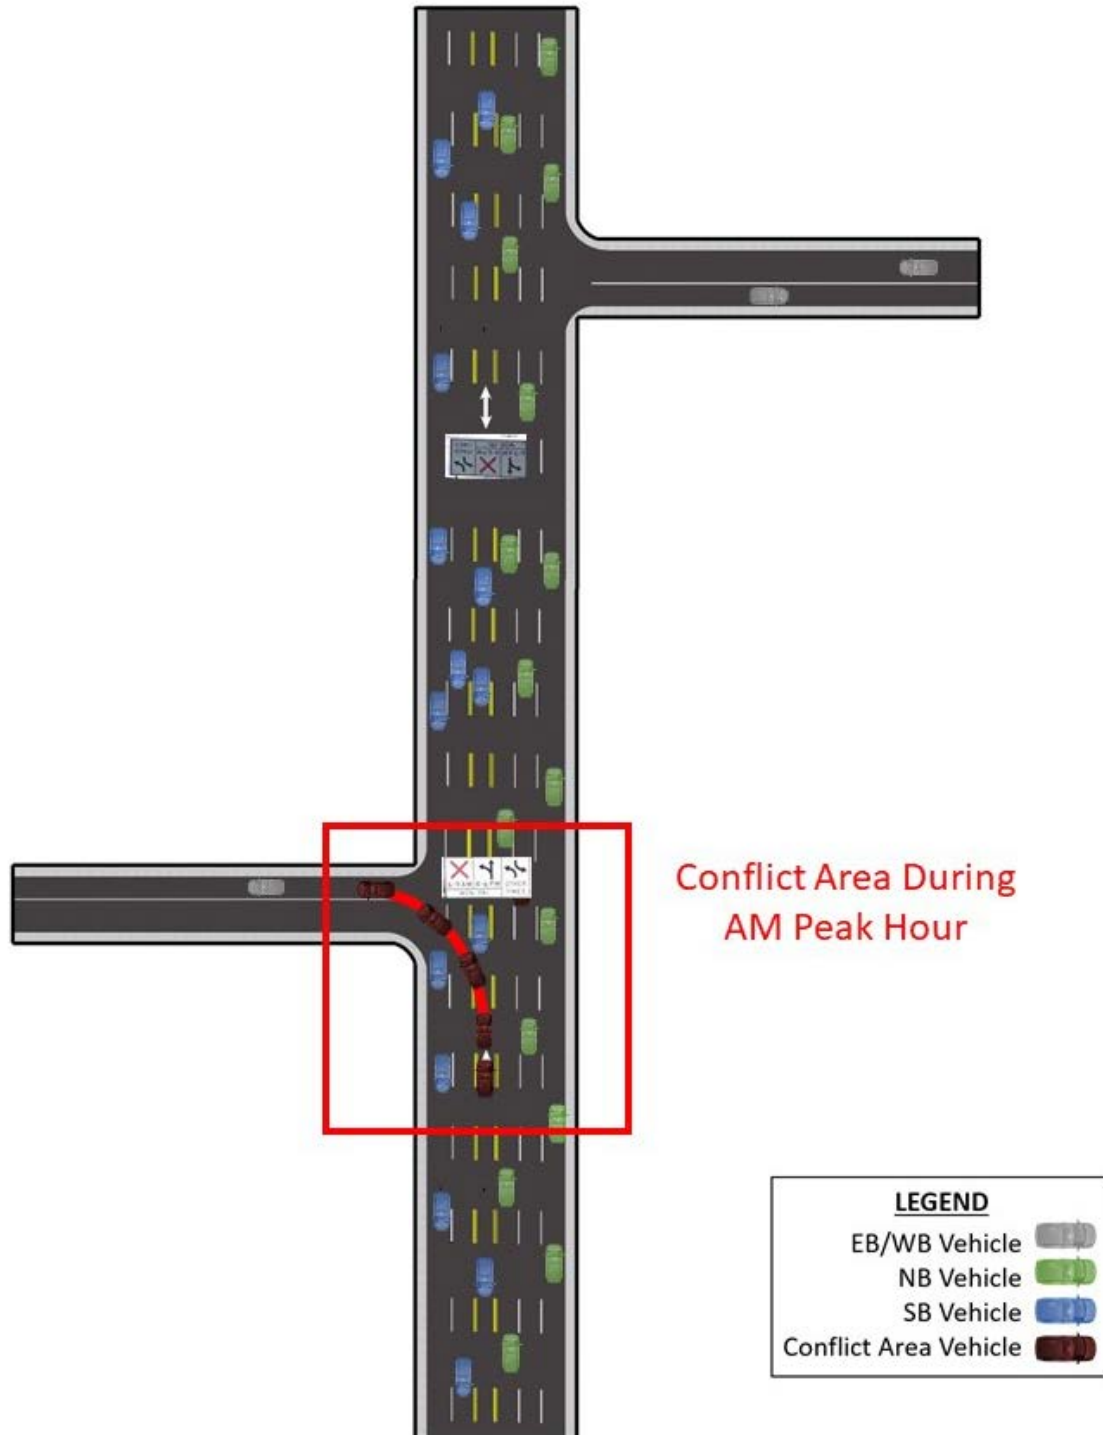 Conflict Area During
AM Peak Hour
LEGEND
EB/WB Vehicle
NB Vehicle
SB Vehicle
Conflict Area Vehicle